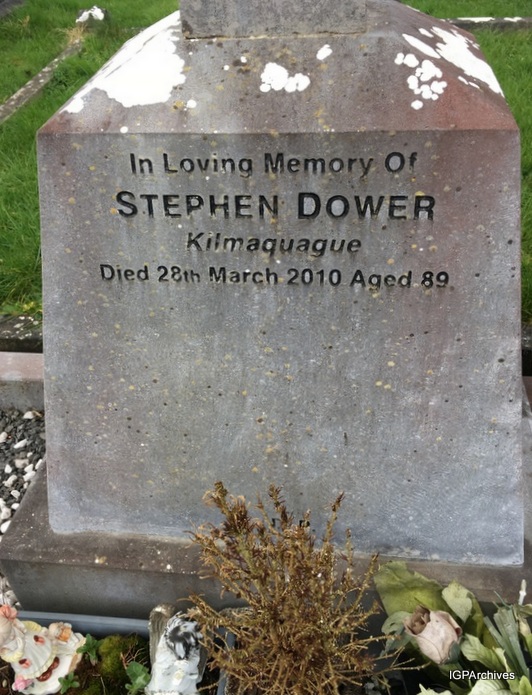 In Loving Memory Of
STEPHEN DOWER
Kilmaquague
Died 28th March 2010 Aged 89
IGPArchives